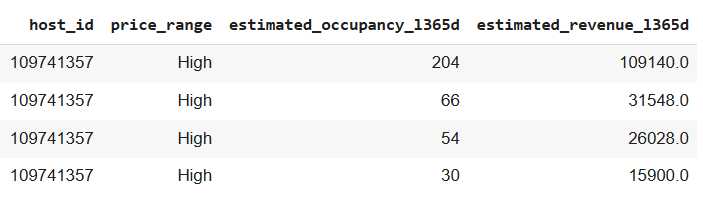 host_id price_range estimated_occupancy_l365d estimated_revenue_l365d
109741357 High 204 109140.0
109741357 High 66 31548.0
109741357 High 54 26028.0
109741357 High 30 15900.0